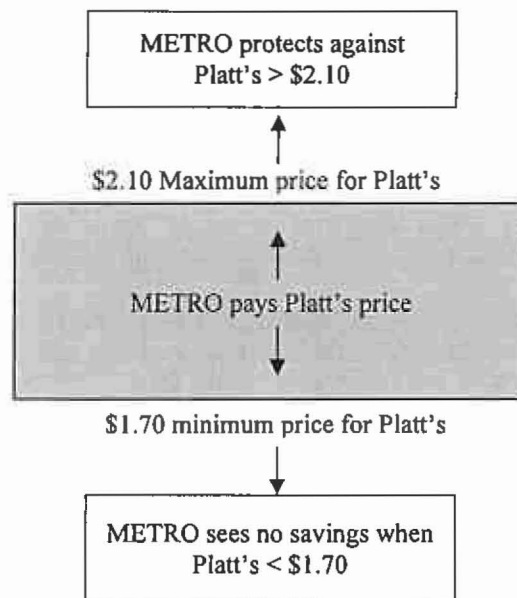 METRO protects against
Platt's > $2.10
$2.10 Maximum price for Platt's
METRO pays Platt's price
$1.70 minimum price for Platt's
METRO sees no savings when
Platt's < $1.70